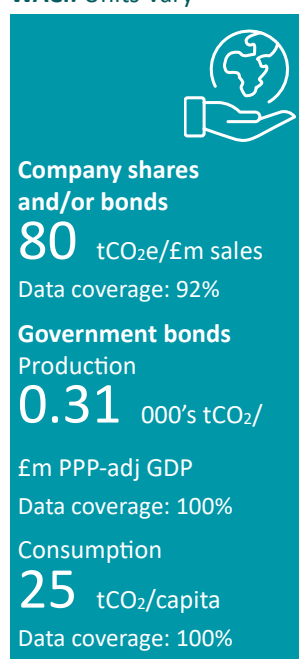 Company shares
and/or bonds
80 tCO₂e/£m sales
Data coverage: 92%
Government bonds
Production
0.31 000's tCO₂/
£m PPP-adj GDP
Data coverage: 100%
Consumption
25 tCO₂/capita
Data coverage: 100%